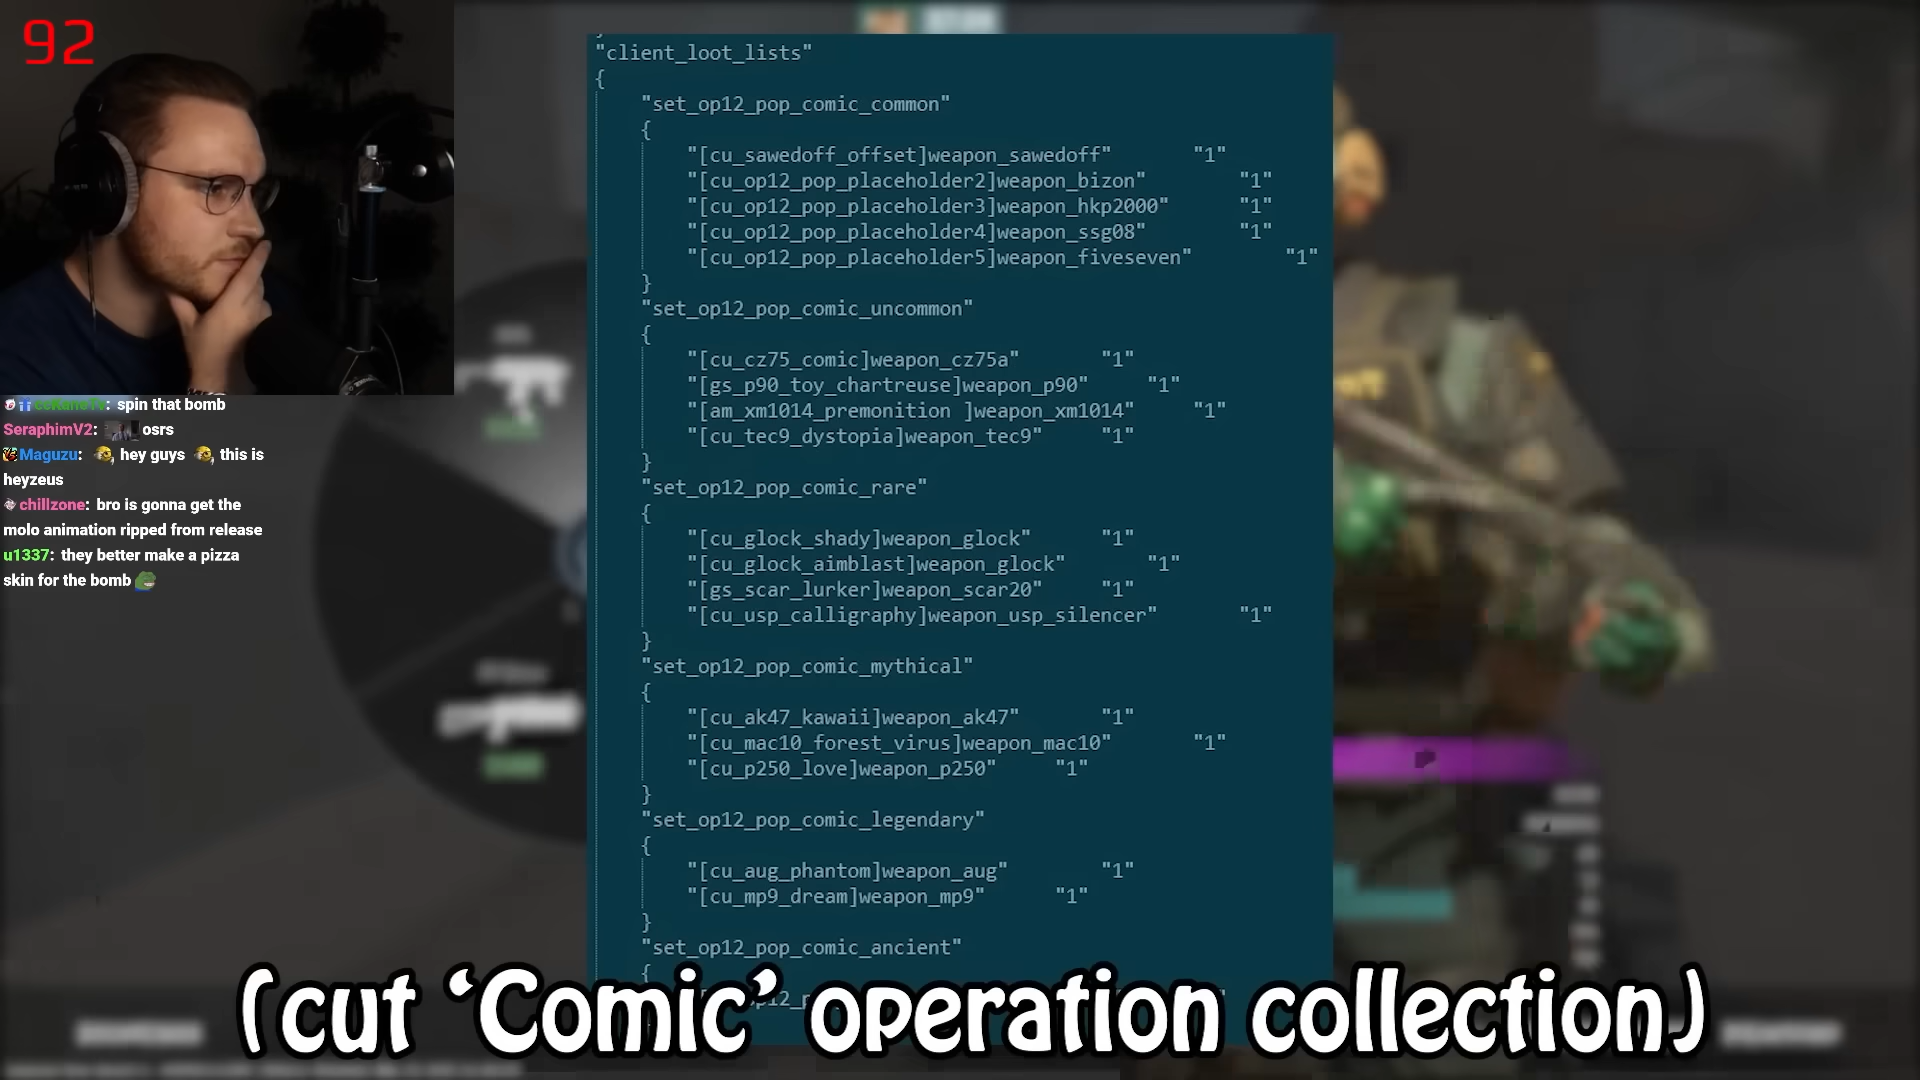 92
"client_loot_lists"
{
"set_op12_pop_comic_common"
{
"[cu_sawedoff_offset]weapon_sawedoff" "1"
"[cu_op12_pop_placeholder2]weapon_bizon" "1"
"[cu_op12_pop_placeholder3]weapon_hkp2000" "1"
"[cu_op12_pop_placeholder4]weapon_ssg08" "1"
"[cu_op12_pop_placeholder5]weapon_fiveseven" "1"
}
"set_op12_pop_comic_uncommon"
{
"[cu_cz75_comic]weapon_cz75a" "1"
"[gs_p90_toy_chartreuse]weapon_p90" "1"
"[am_xm1014_premonition ]weapon_xm1014" "1"
"[cu_tec9_dystopia]weapon_tec9" "1"
}
"set_op12_pop_comic_rare"
{
"[cu_glock_shady]weapon_glock" "1"
"[cu_glock_aimblast]weapon_glock" "1"
"[gs_scar_lurker]weapon_scar20" "1"
"[cu_usp_calligraphy]weapon_usp_silencer" "1"
}
"set_op12_pop_comic_mythical"
{
"[cu_ak47_kawaii]weapon_ak47" "1"
"[cu_mac10_forest_virus]weapon_mac10" "1"
"[cu_p250_love]weapon_p250" "1"
}
"set_op12_pop_comic_legendary"
{
"[cu_aug_phantom]weapon_aug" "1"
"[cu_mp9_dream]weapon_mp9" "1"
}
"set_op12_pop_comic_ancient"
{
spin that bomb
SeraphimV2: osrs
Maguzu: hey guys , this is
heyzeus
chillzone: bro is gonna get the
molo animation ripped from release
u1337: they better make a pizza
skin for the bomb
(cut ‘Comic’ operation collection)